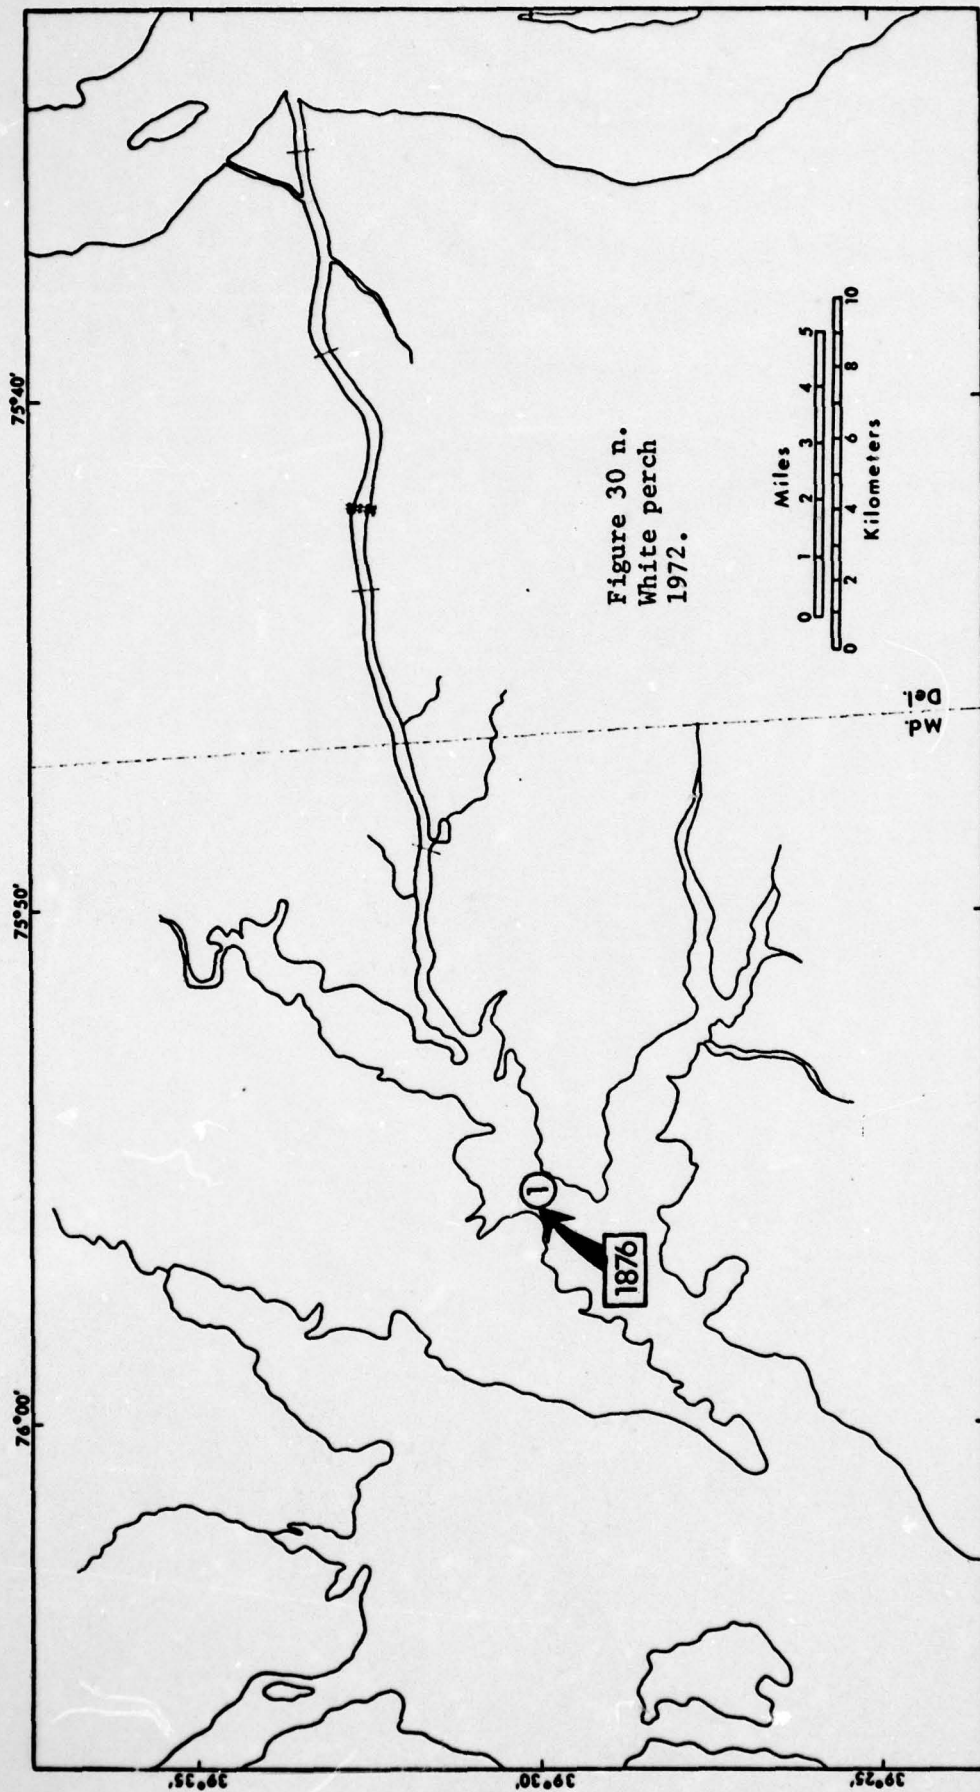 75°40'
75°50'
76°00'
39°35'
39°30'
39°25'
Md.
Del.
1
1876
Figure 30 n.
White perch
1972.
Miles
0 1 2 3 4 5
0 2 4 6 8 10
Kilometers